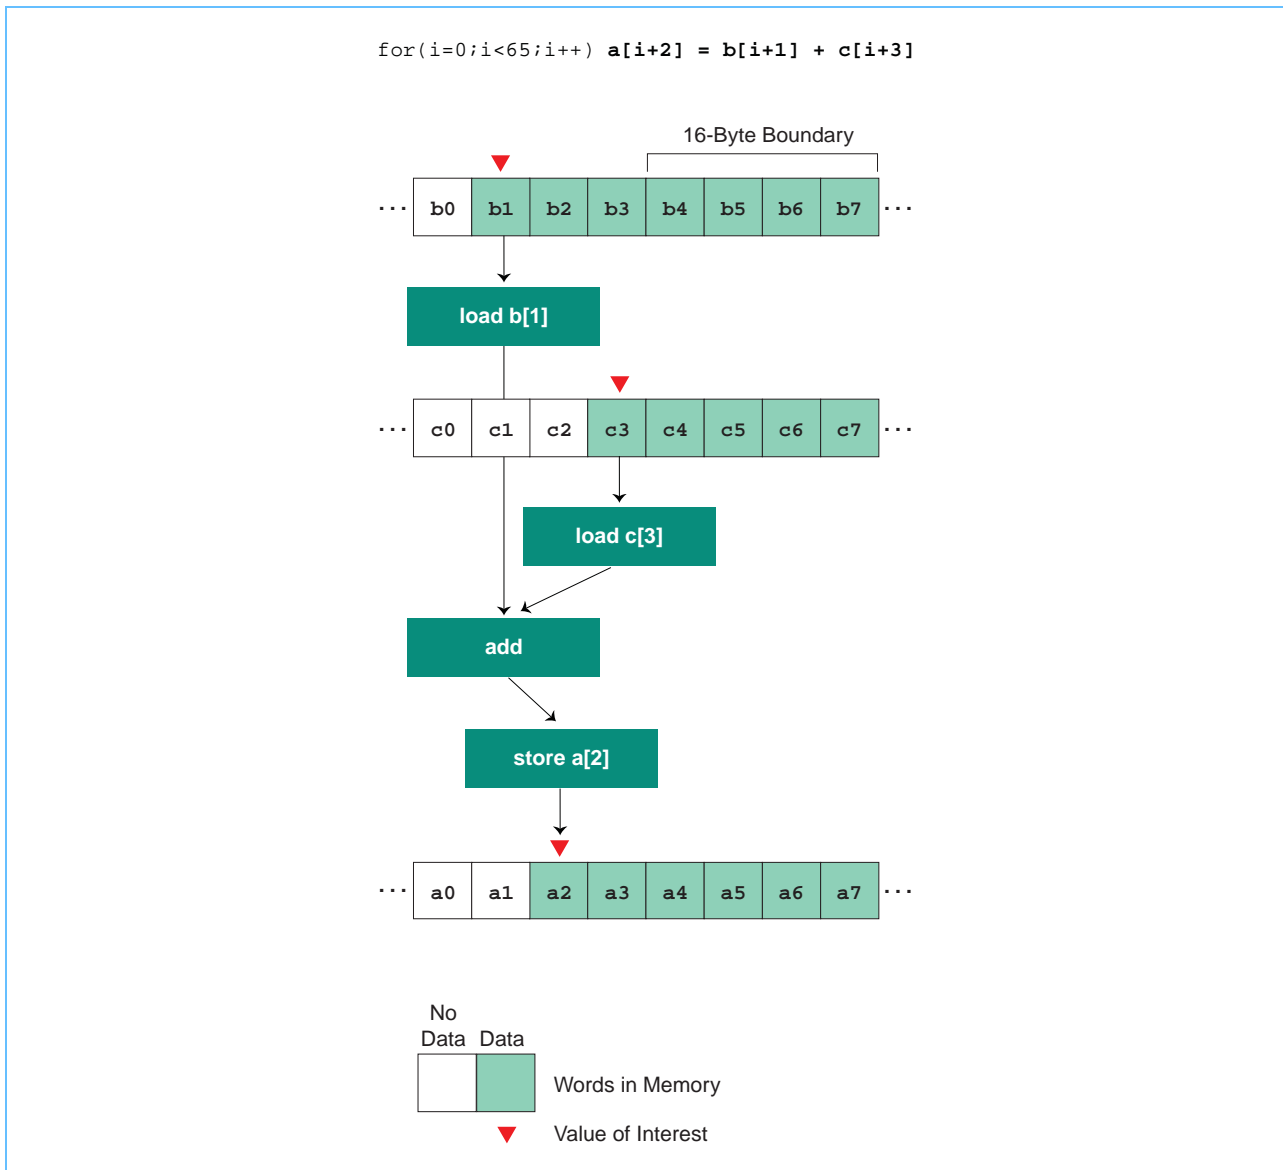 for(i=0;i<65;i++) a[i+2] = b[i+1] + c[i+3]
16-Byte Boundary
... b0 b1 b2 b3 b4 b5 b6 b7 ...
load b[1]
... c0 c1 c2 c3 c4 c5 c6 c7 ...
load c[3]
add
store a[2]
... a0 a1 a2 a3 a4 a5 a6 a7 ...
No
Data Data
Words in Memory
Value of Interest